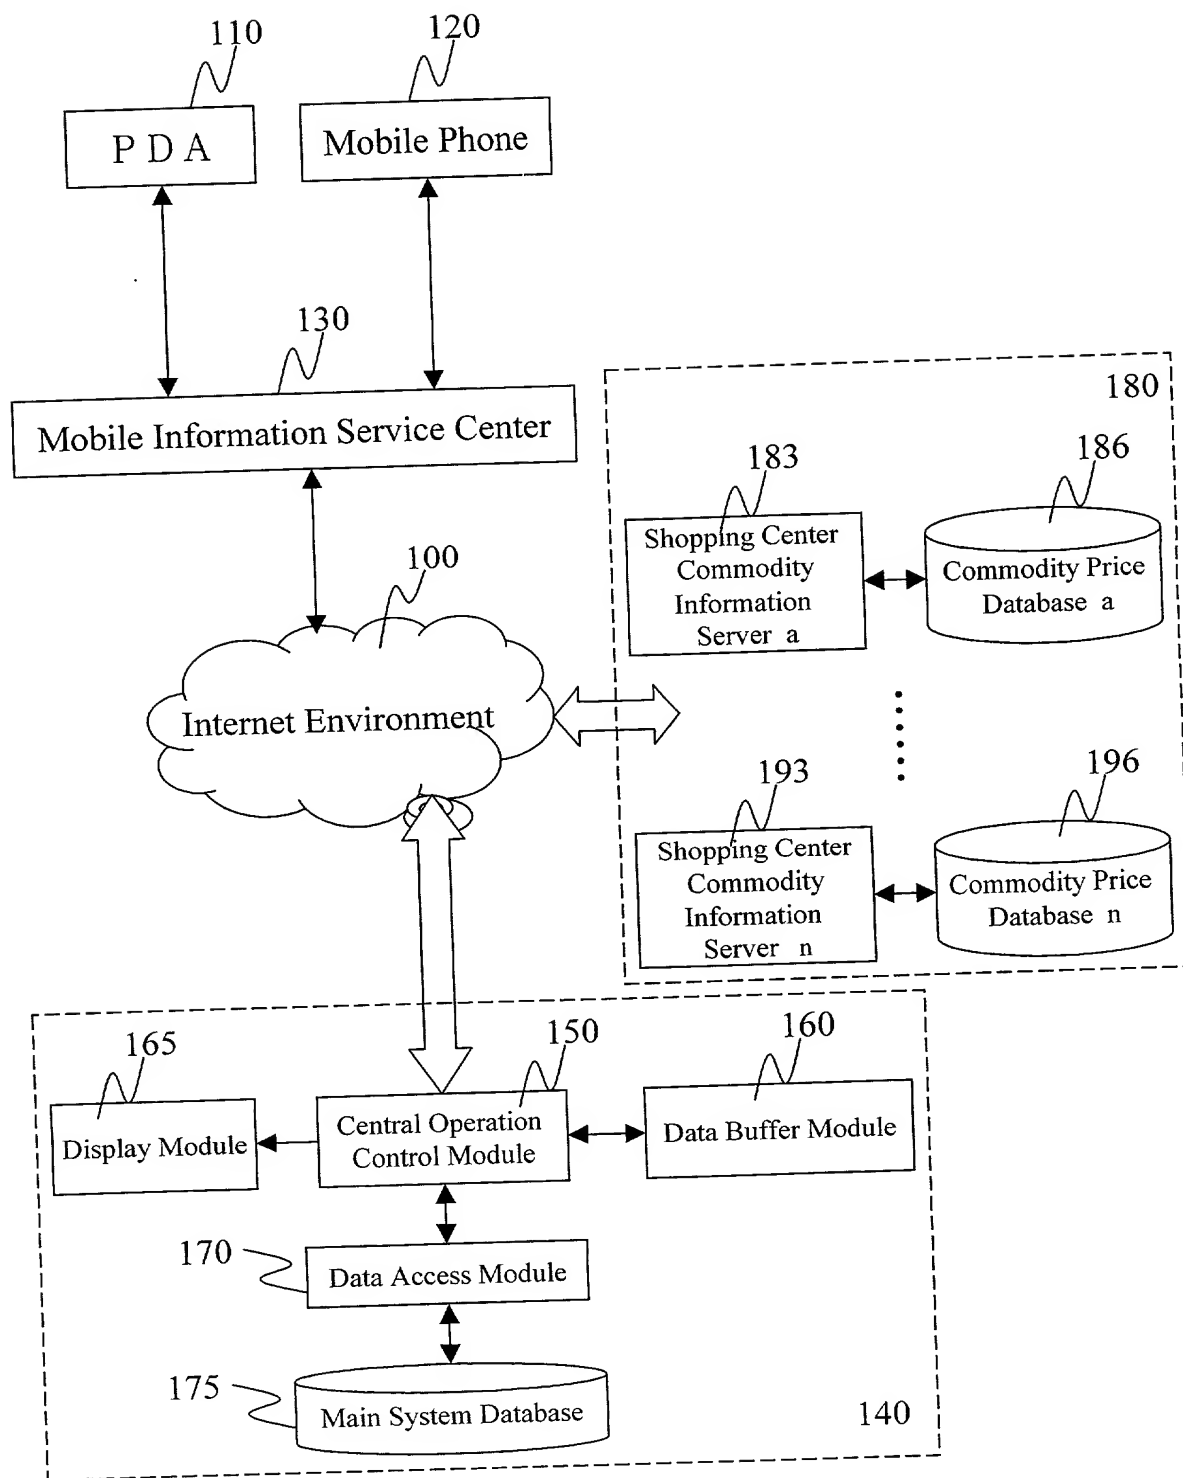 110
120
P D A
Mobile Phone
130
Mobile Information Service Center
180
183
186
Shopping Center
Commodity
Information
Server a
Commodity Price
Database a
100
Internet Environment
193
196
Shopping Center
Commodity
Information
Server n
Commodity Price
Database n
165
150
160
Display Module
Central Operation
Control Module
Data Buffer Module
170
Data Access Module
175
Main System Database
140